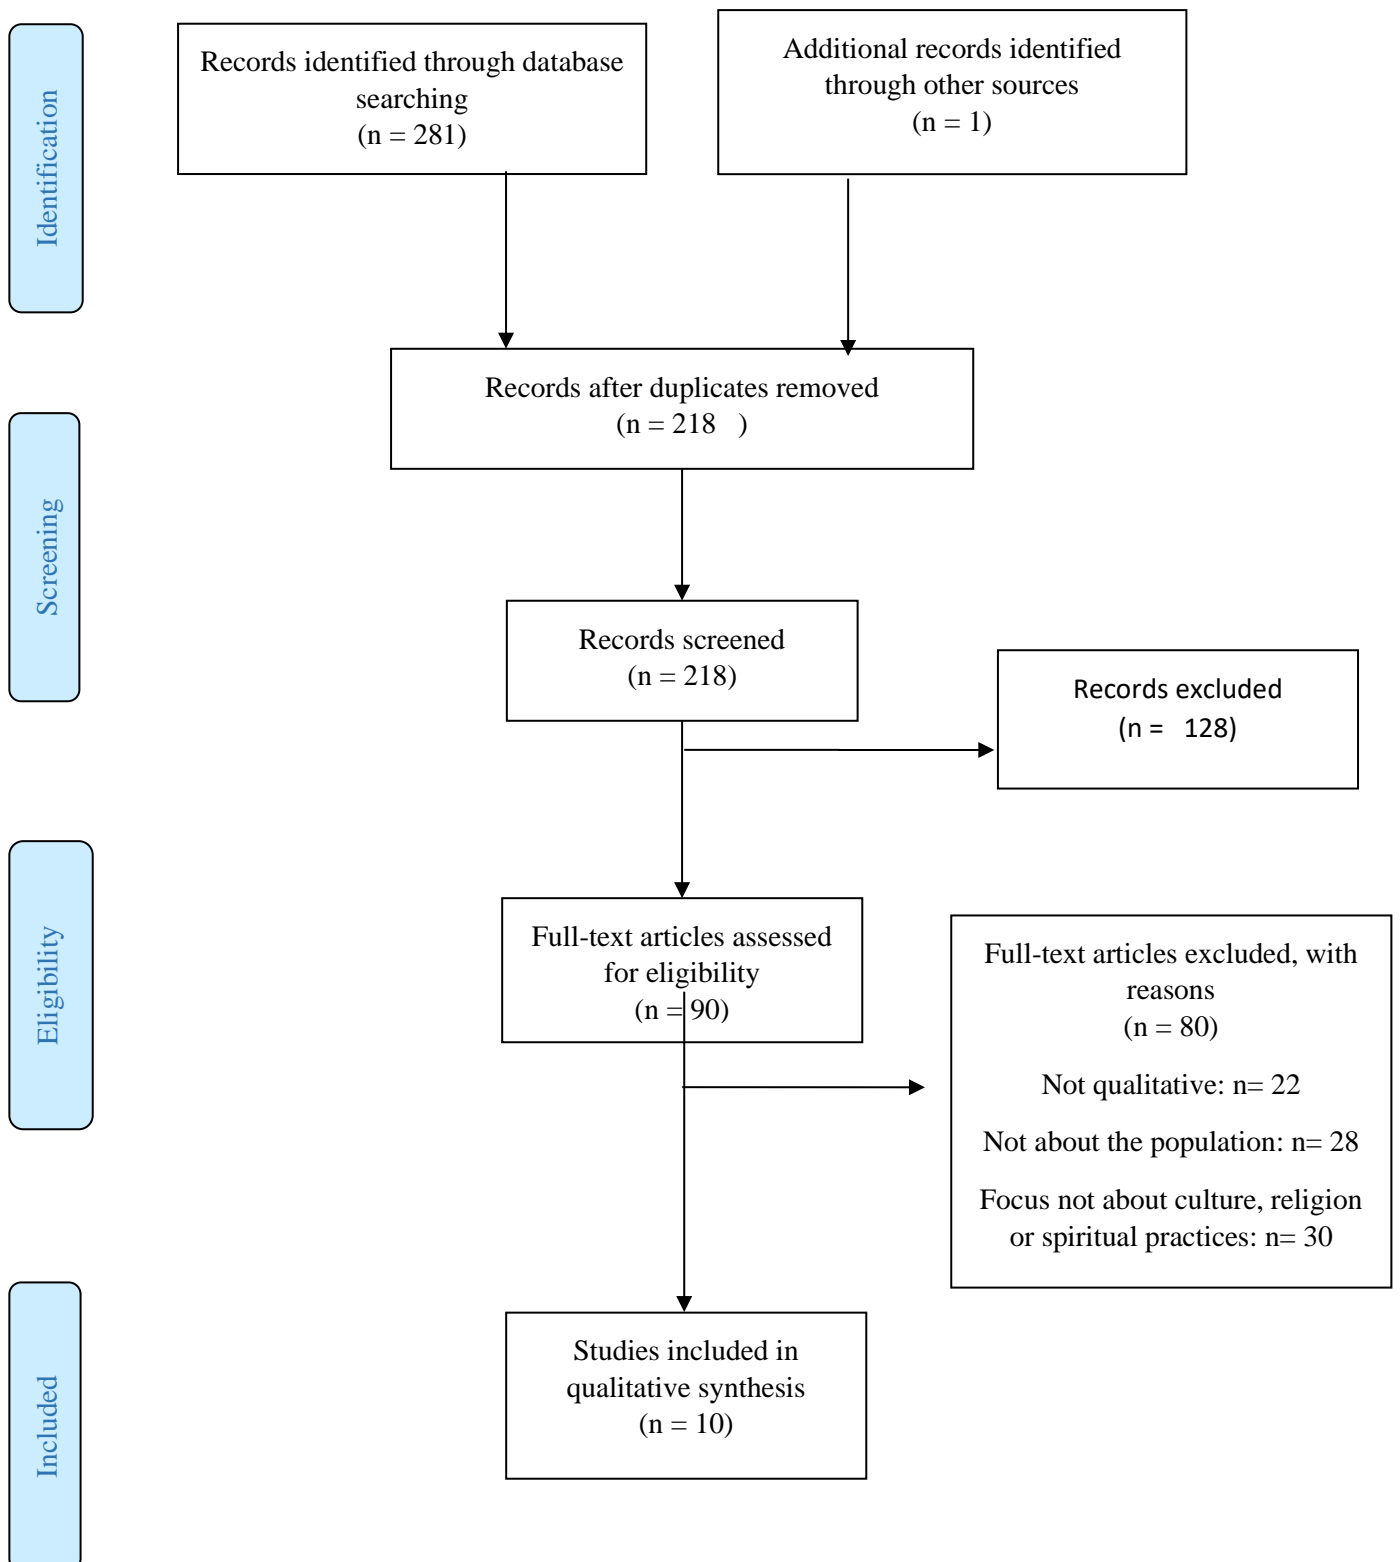 Identification
Records identified through database
searching
(n = 281)
Additional records identified
through other sources
(n = 1)
Records after duplicates removed
(n = 218   )
Screening
Records screened
(n = 218)
Records excluded
(n =   128)
Eligibility
Full-text articles assessed
for eligibility
(n = 90)
Full-text articles excluded, with
reasons
(n = 80)
Not qualitative: n= 22
Not about the population: n= 28
Focus not about culture, religion
or spiritual practices: n= 30
Included
Studies included in
qualitative synthesis
(n = 10)